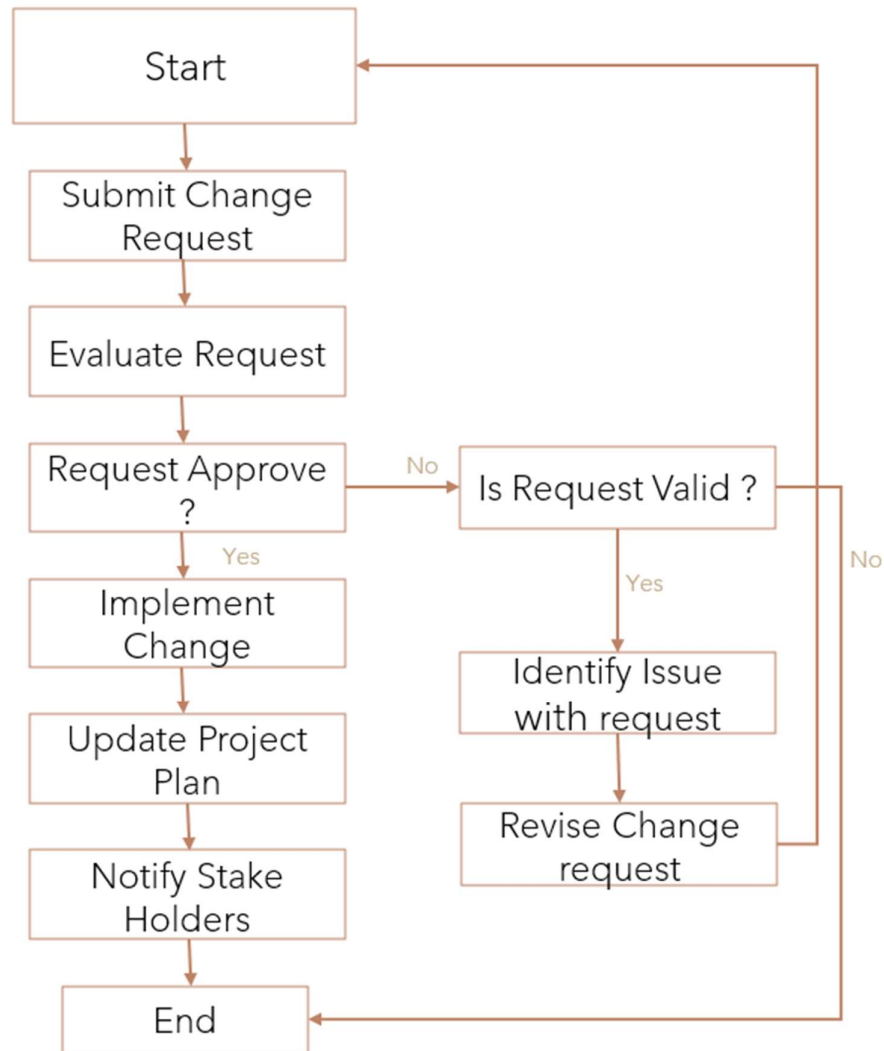 Start
Submit Change
Request
Evaluate Request
Request Approve
?
No
Is Request Valid ?
Yes
No
Implement
Change
Yes
Identify Issue
with request
Update Project
Plan
Revise Change
request
Notify Stake
Holders
End